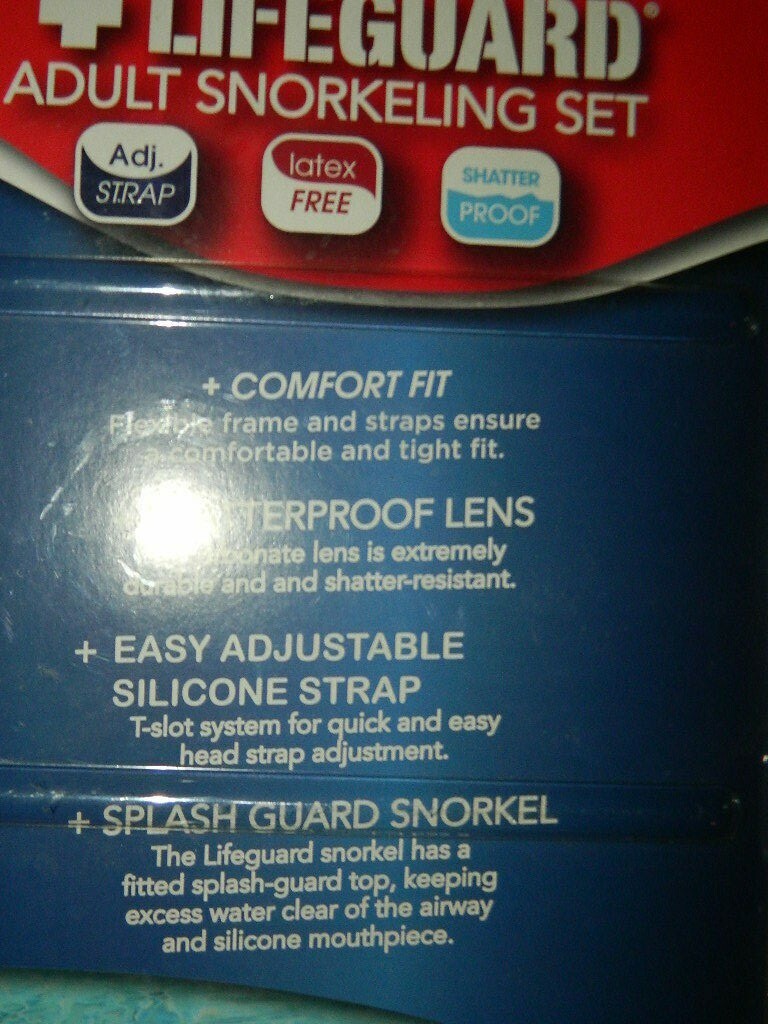 LIFEGUARD®
ADULT SNORKELING SET
Adj.
STRAP
latex
FREE
SHATTER
PROOF
+ COMFORT FIT
Flexible frame and straps ensure
a comfortable and tight fit.
LENS
lens is extremely
durable and and shatter-resistant.
+ EASY ADJUSTABLE
SILICONE STRAP
T-slot system for quick and easy
head strap adjustment.
+ SPLASH GUARD SNORKEL
The Lifeguard snorkel has a
fitted splash-guard top, keeping
excess water clear of the airway
and silicone mouthpiece.